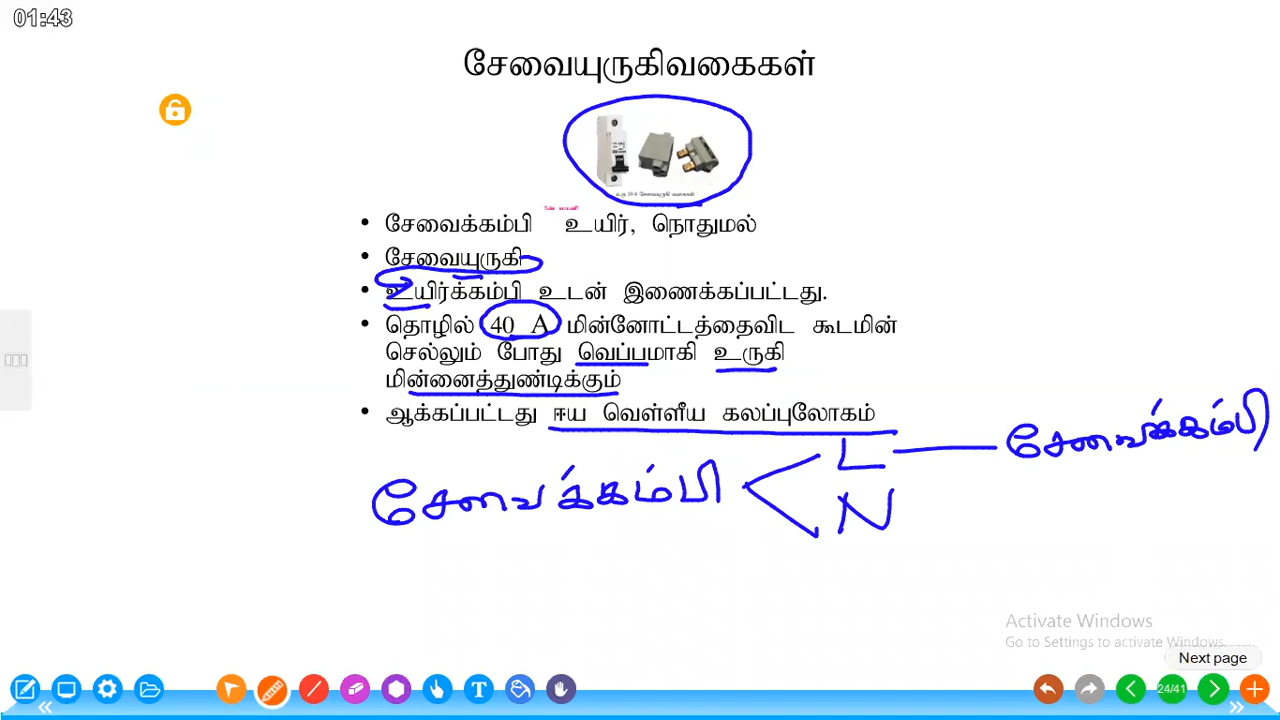 01:43
சேவையுருகிவகைகள்
சேவையுருகி வகைகள்
• சேவைக்கம்பி உயிர், நொதுமல்
• சேவையுருகி
• உயிர்க்கம்பி உடன் இணைக்கப்பட்டது.
• தொழில் 40 A மின்னோட்டத்தைவிட கூடமின்
செல்லும் போது வெப்பமாகி உருகி
மின்னைத்துண்டிக்கும்
• ஆக்கப்பட்டது ஈய வெள்ளீய கலப்புலோகம்
சேவைக்கம்பி L சேவைக்கம்பி
N
Activate Windows
Go to Settings to activate Windows.
Next page
24/41